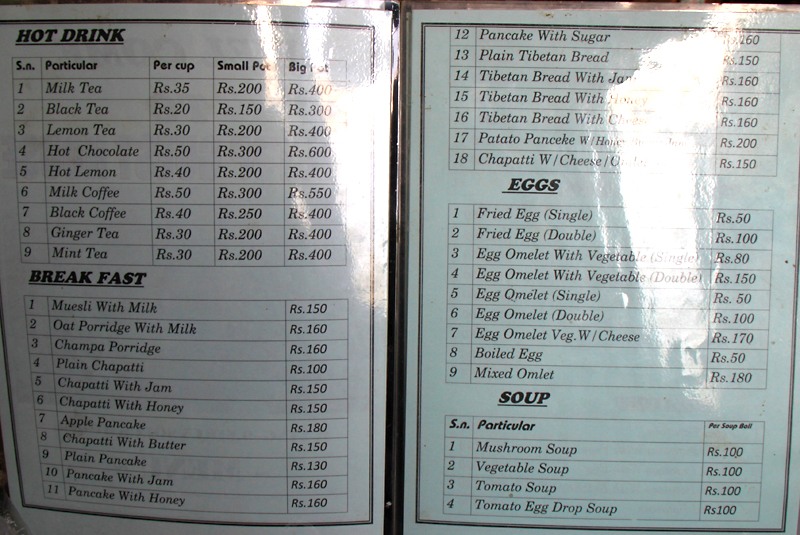 HOT DRINK
S.n. Particular Per cup Small Pot Big Pot
1 Milk Tea Rs.35 Rs.200 Rs.400
2 Black Tea Rs.20 Rs.150 Rs.300
3 Lemon Tea Rs.30 Rs.200 Rs.400
4 Hot Chocolate Rs.50 Rs.300 Rs.600
5 Hot Lemon Rs.40 Rs.200 Rs.400
6 Milk Coffee Rs.50 Rs.300 Rs.550
7 Black Coffee Rs.40 Rs.250 Rs.400
8 Ginger Tea Rs.30 Rs.200 Rs.400
9 Mint Tea Rs.30 Rs.200 Rs.400
BREAK FAST
1 Muesli With Milk Rs.150
2 Oat Porridge With Milk Rs.160
3 Champa Porridge Rs.160
4 Plain Chapatti Rs.100
5 Chapatti With Jam Rs.150
6 Chapatti With Honey Rs.150
7 Apple Pancake Rs.180
8 Chapatti With Butter Rs.150
9 Plain Pancake Rs.130
10 Pancake With Jam Rs.160
11 Pancake With Honey Rs.160
12 Pancake With Sugar Rs.160
13 Plain Tibetan Bread Rs.150
14 Tibetan Bread With Jam Rs.160
15 Tibetan Bread With Honey Rs.160
16 Tibetan Bread With Rs.160
17 Patato Panceke W/ Rs.200
18 Chapatti W/Cheese/ Rs.150
EGGS
1 Fried Egg (Single) Rs.50
2 Fried Egg (Double) Rs.100
3 Egg Omelet With Vegetable (Single) Rs.80
4 Egg Omelet With Vegetable (Double) Rs.150
5 Egg Omelet (Single) Rs. 50
6 Egg Omelet (Double) Rs.100
7 Egg Omelet Veg.W/Cheese Rs.170
8 Boiled Egg Rs.50
9 Mixed Omlet Rs.180
SOUP
S.n. Particular Per Soup Boil
1 Mushroom Soup Rs.100
2 Vegetable Soup Rs.100
3 Tomato Soup Rs.100
4 Tomato Egg Drop Soup Rs100